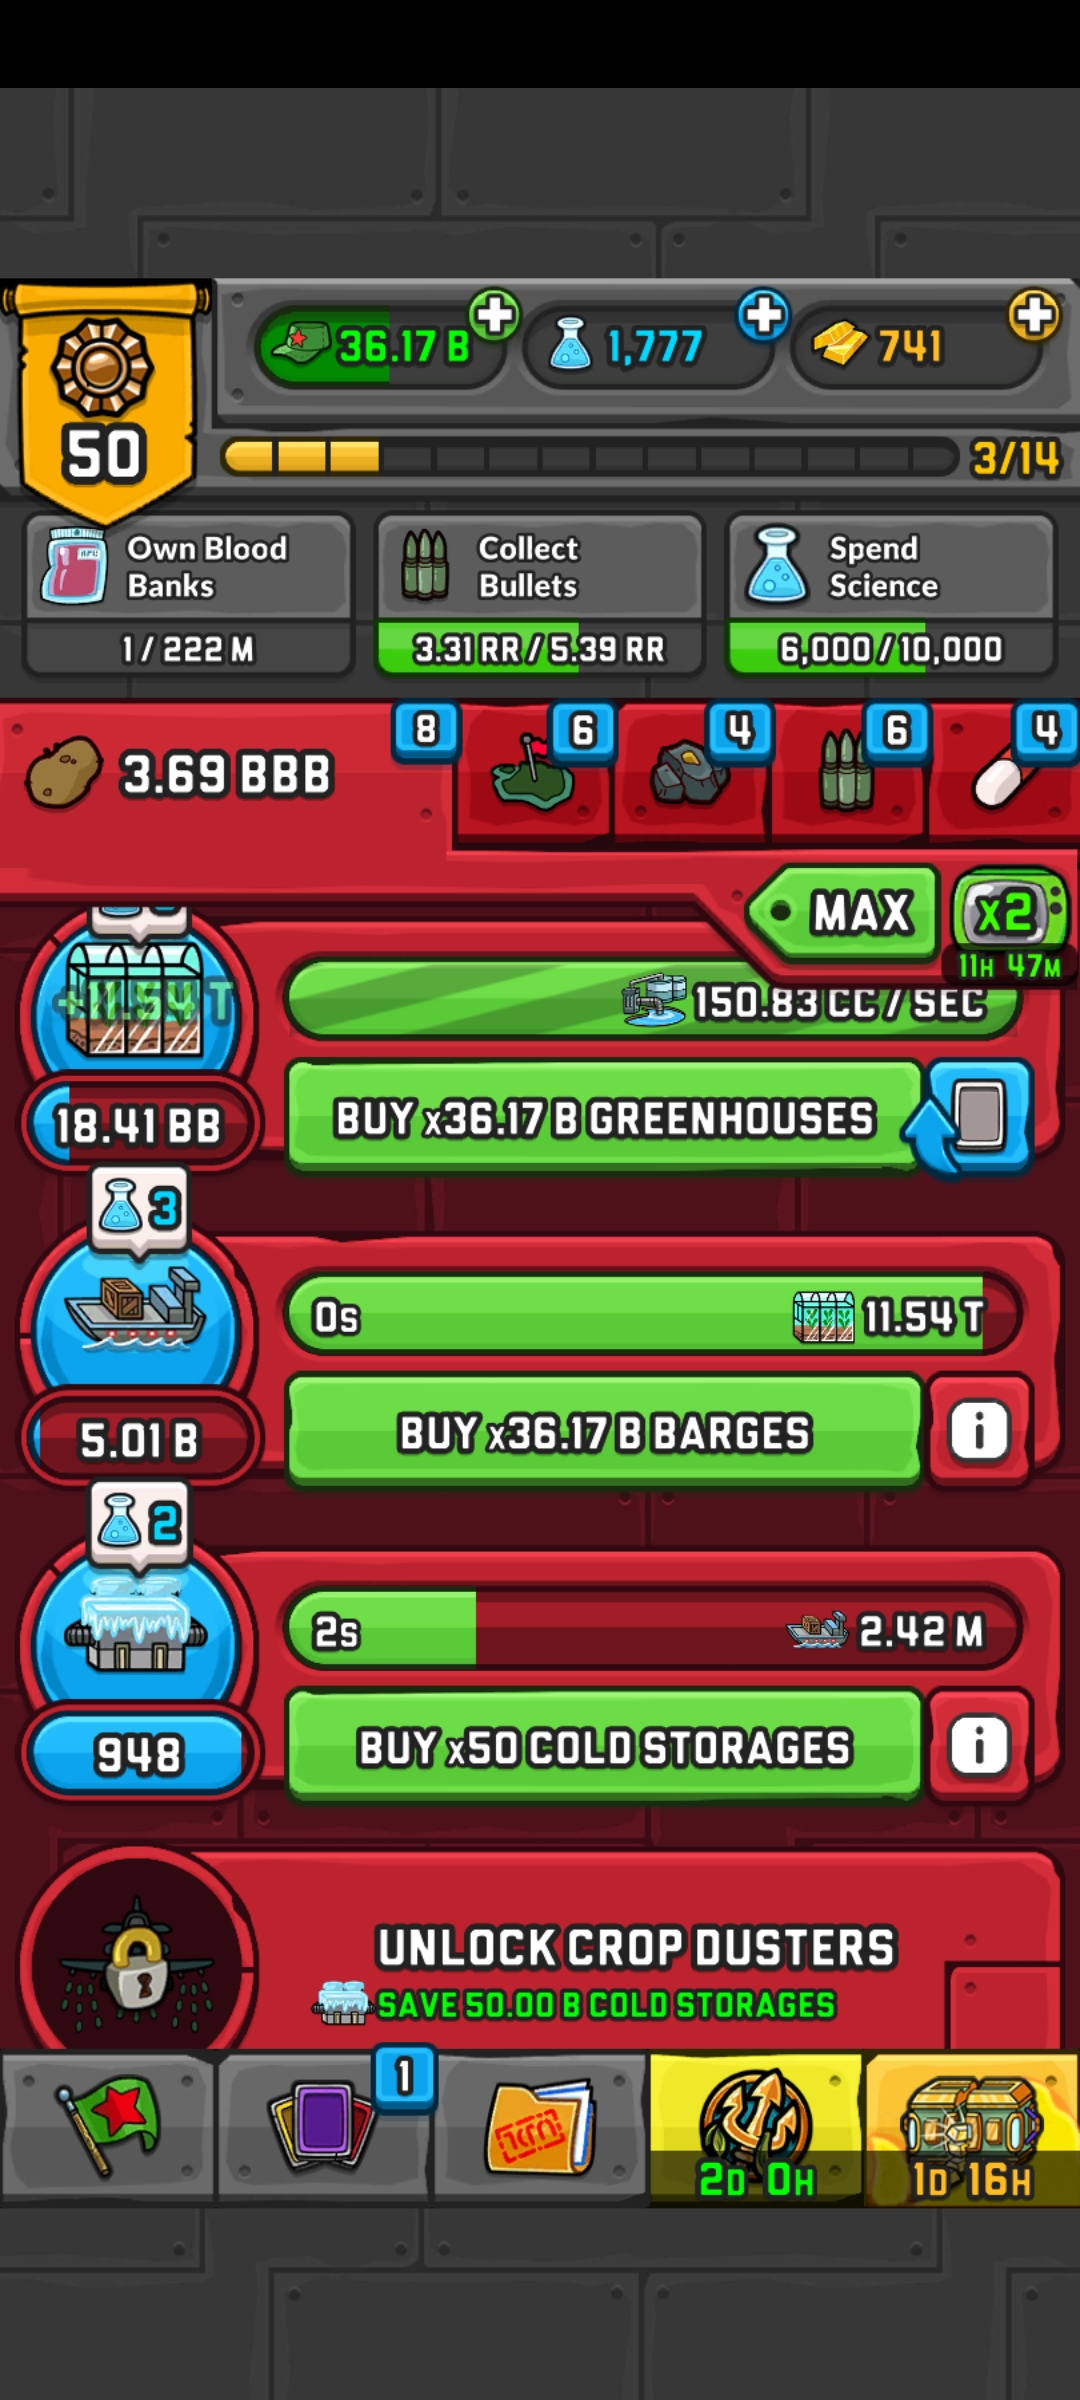 36.17 B
1,777
741
50
3/14
Own Blood
Banks
1 / 222 M
Collect
Bullets
3.31 RR / 5.39 RR
Spend
Science
6,000 / 10,000
3.69 BBB
8
6
4
6
4
MAX
x2
11H 47M
+11.54 T
150.83 CC / SEC
18.41 BB
BUY x36.17 B GREENHOUSES
3
0s
11.54 T
5.01 B
BUY x36.17 B BARGES
i
2
2s
2.42 M
948
BUY x50 COLD STORAGES
i
UNLOCK CROP DUSTERS
SAVE 50.00 B COLD STORAGES
1
2D 0H
1D 16H